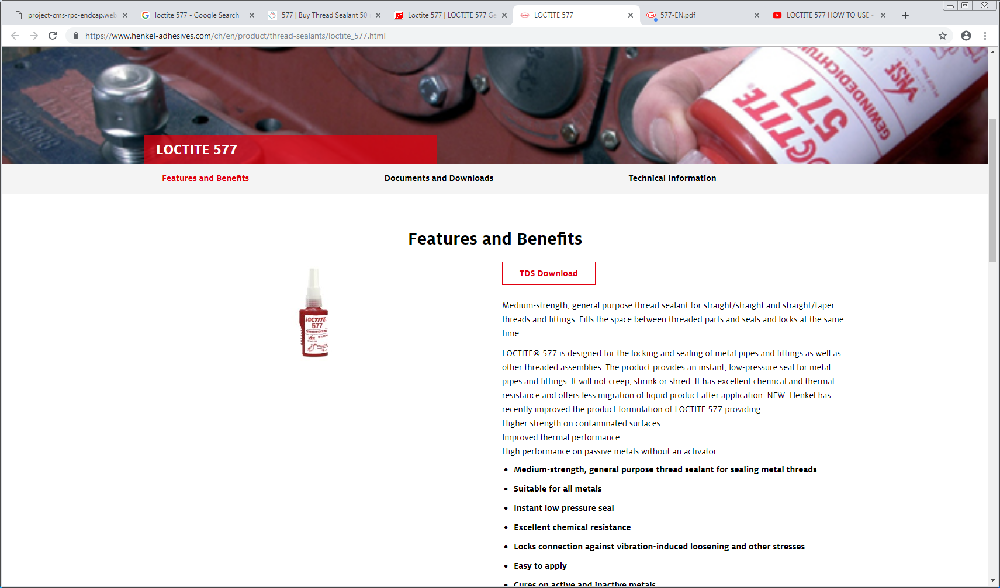 project-cms-rpc-endcap.web
loctite 577 - Google Search
577 | Buy Thread Sealant 50
Loctite 577 | LOCTITE 577 Ge
LOCTITE 577
577-EN.pdf
LOCTITE 577 HOW TO USE -
https://www.henkel-adhesives.com/ch/en/product/thread-sealants/loctite_577.html
LOCTITE
577
GEWINDEDICHTUN
LOCTITE 577
Features and Benefits
Documents and Downloads
Technical Information
Features and Benefits
LOCTITE
577
TDS Download
Medium-strength, general purpose thread sealant for straight/straight and straight/taper
threads and fittings. Fills the space between threaded parts and seals and locks at the same
time.
LOCTITE® 577 is designed for the locking and sealing of metal pipes and fittings as well as
other threaded assemblies. The product provides an instant, low-pressure seal for metal
pipes and fittings. It will not creep, shrink or shred. It has excellent chemical and thermal
resistance and offers less migration of liquid product after application. NEW: Henkel has
recently improved the product formulation of LOCTITE 577 providing:
Higher strength on contaminated surfaces
Improved thermal performance
High performance on passive metals without an activator
• Medium-strength, general purpose thread sealant for sealing metal threads
• Suitable for all metals
• Instant low pressure seal
• Excellent chemical resistance
• Locks connection against vibration-induced loosening and other stresses
• Easy to apply
• Cures on active and inactive metals